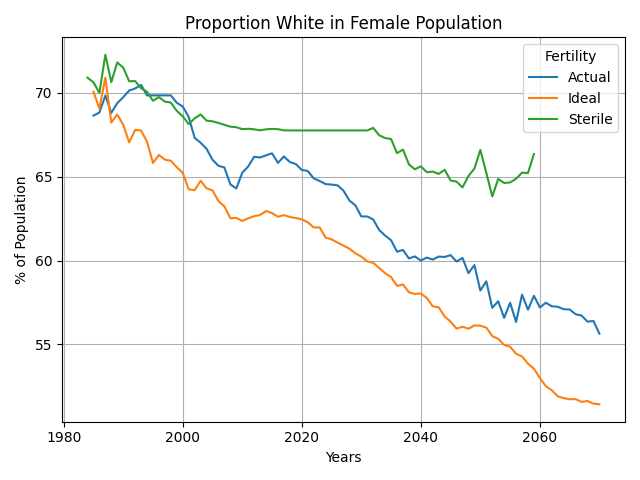 Proportion White in Female Population
Fertility
Actual
Ideal
Sterile
% of Population
70
65
60
55
1980
2000
2020
2040
2060
Years